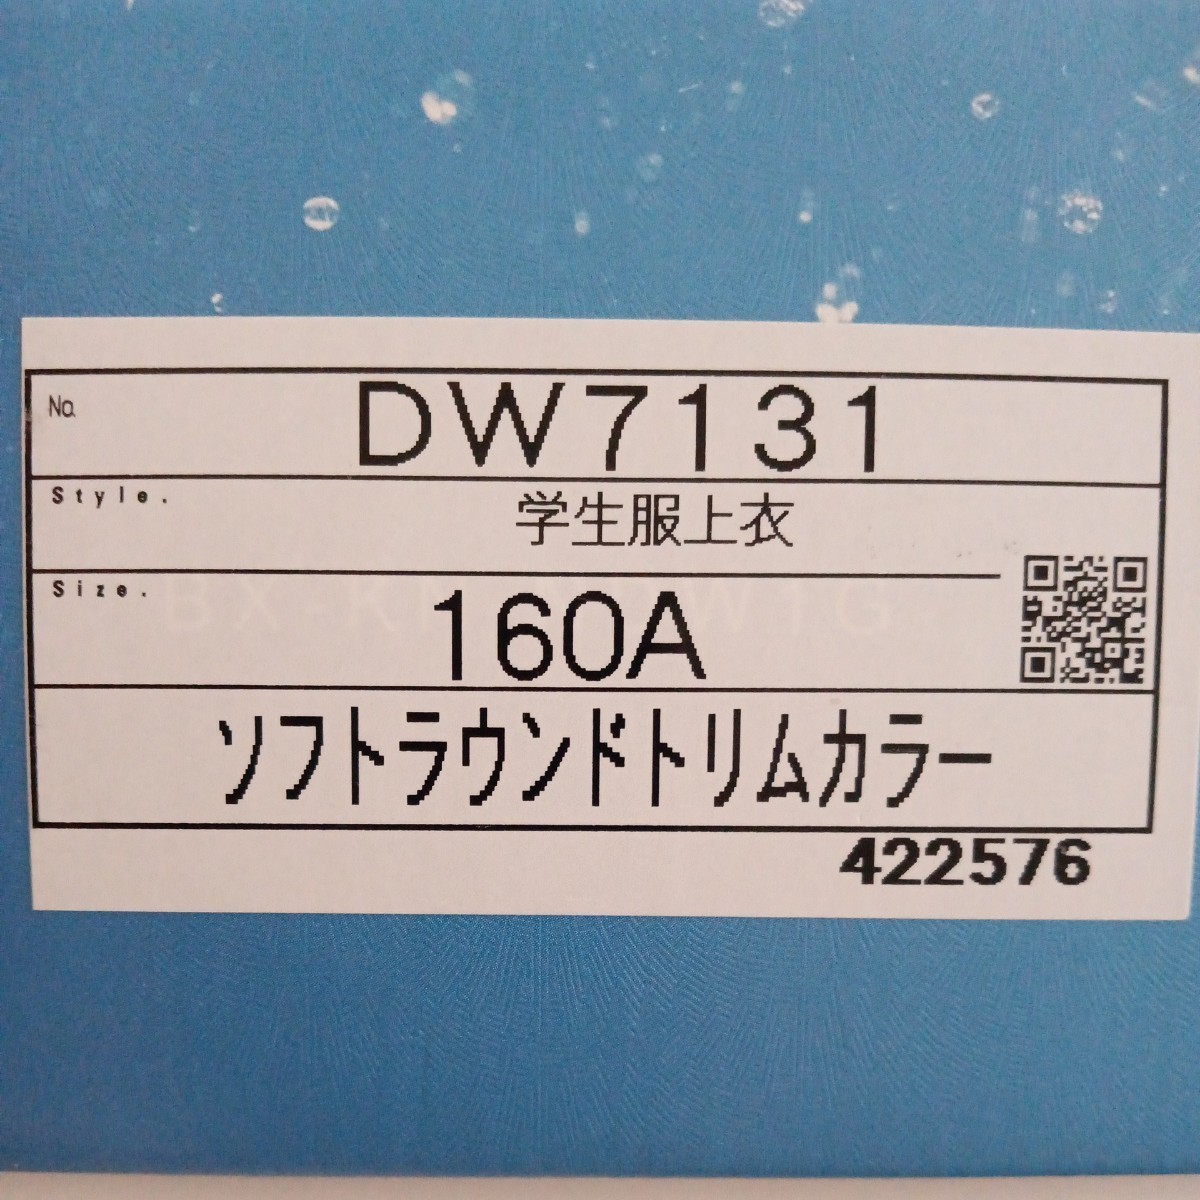 No. DW7131
Style. 学生服上衣
Size. 160A
ソフトラウンドトリムカラー
422576